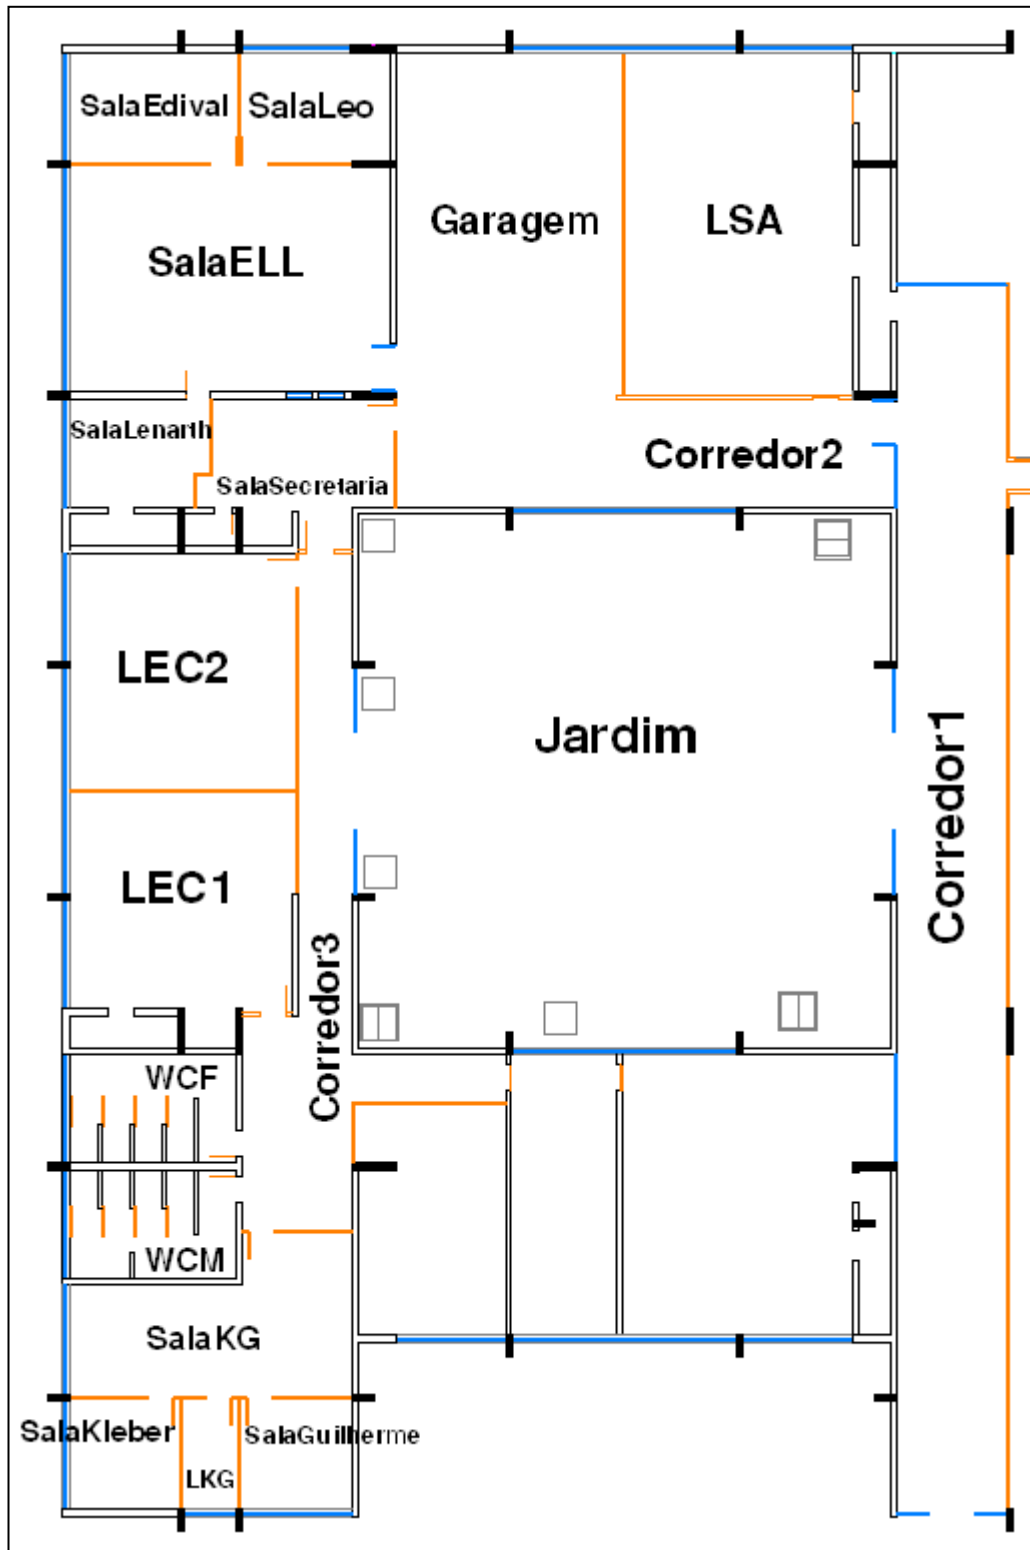 SalaEdival
SalaLeo
Garagem
LSA
SalaELL
SalaLenarth
Corredor2
SalaSecretaria
LEC2
Jardim
Corredor1
LEC1
Corredor3
WCF
WCM
SalaKG
SalaKleber
SalaGuilherme
LKG